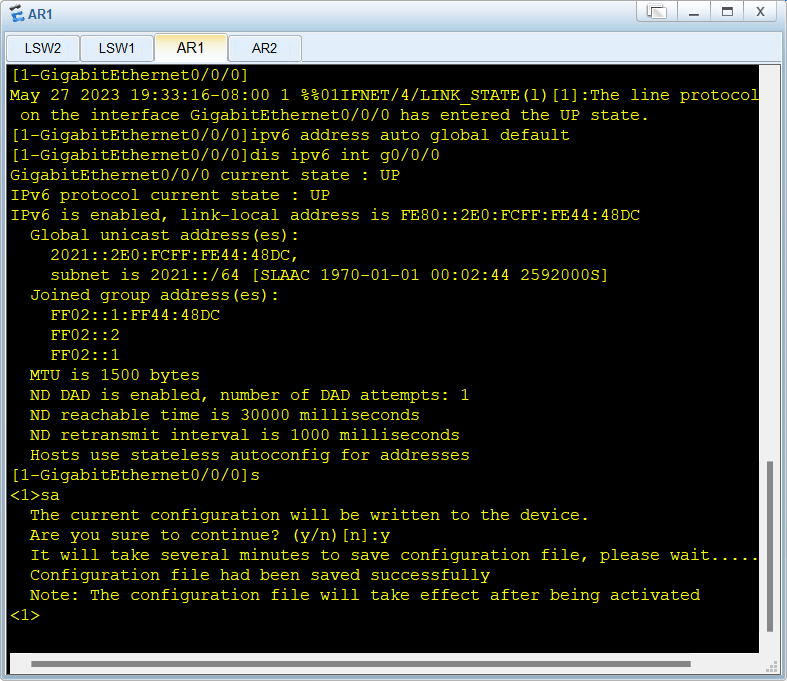 AR1
X
LSW2 LSW1 AR1 AR2
[1-GigabitEthernet0/0/0]
May 27 2023 19:33:16-08:00 1 %%01IFNET/4/LINK_STATE(l)[1]:The line protocol
on the interface GigabitEthernet0/0/0 has entered the UP state.
[1-GigabitEthernet0/0/0]ipv6 address auto global default
[1-GigabitEthernet0/0/0]dis ipv6 int g0/0/0
GigabitEthernet0/0/0 current state : UP
IPv6 protocol current state : UP
IPv6 is enabled, link-local address is FE80::2E0:FCFF:FE44:48DC
Global unicast address(es):
2021::2E0:FCFF:FE44:48DC,
subnet is 2021::/64 [SLAAC 1970-01-01 00:02:44 2592000S]
Joined group address(es):
FF02::1:FF44:48DC
FF02::2
FF02::1
MTU is 1500 bytes
ND DAD is enabled, number of DAD attempts: 1
ND reachable time is 30000 milliseconds
ND retransmit interval is 1000 milliseconds
Hosts use stateless autoconfig for addresses
[1-GigabitEthernet0/0/0]s
<1>sa
The current configuration will be written to the device.
Are you sure to continue? (y/n)[n]:y
It will take several minutes to save configuration file, please wait.....
Configuration file had been saved successfully
Note: The configuration file will take effect after being activated
<1>